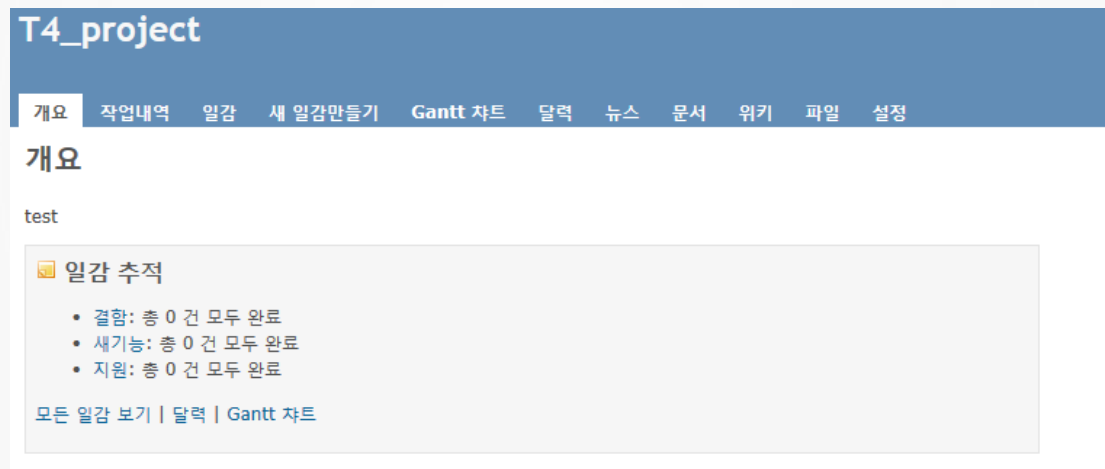 T4_project
개요 작업내역 일감 새 일감만들기 Gantt 챠트 달력 뉴스 문서 위키 파일 설정
개요
test
일감 추적
• 결함: 총 0 건 모두 완료
• 새기능: 총 0 건 모두 완료
• 지원: 총 0 건 모두 완료
모든 일감 보기 | 달력 | Gantt 챠트